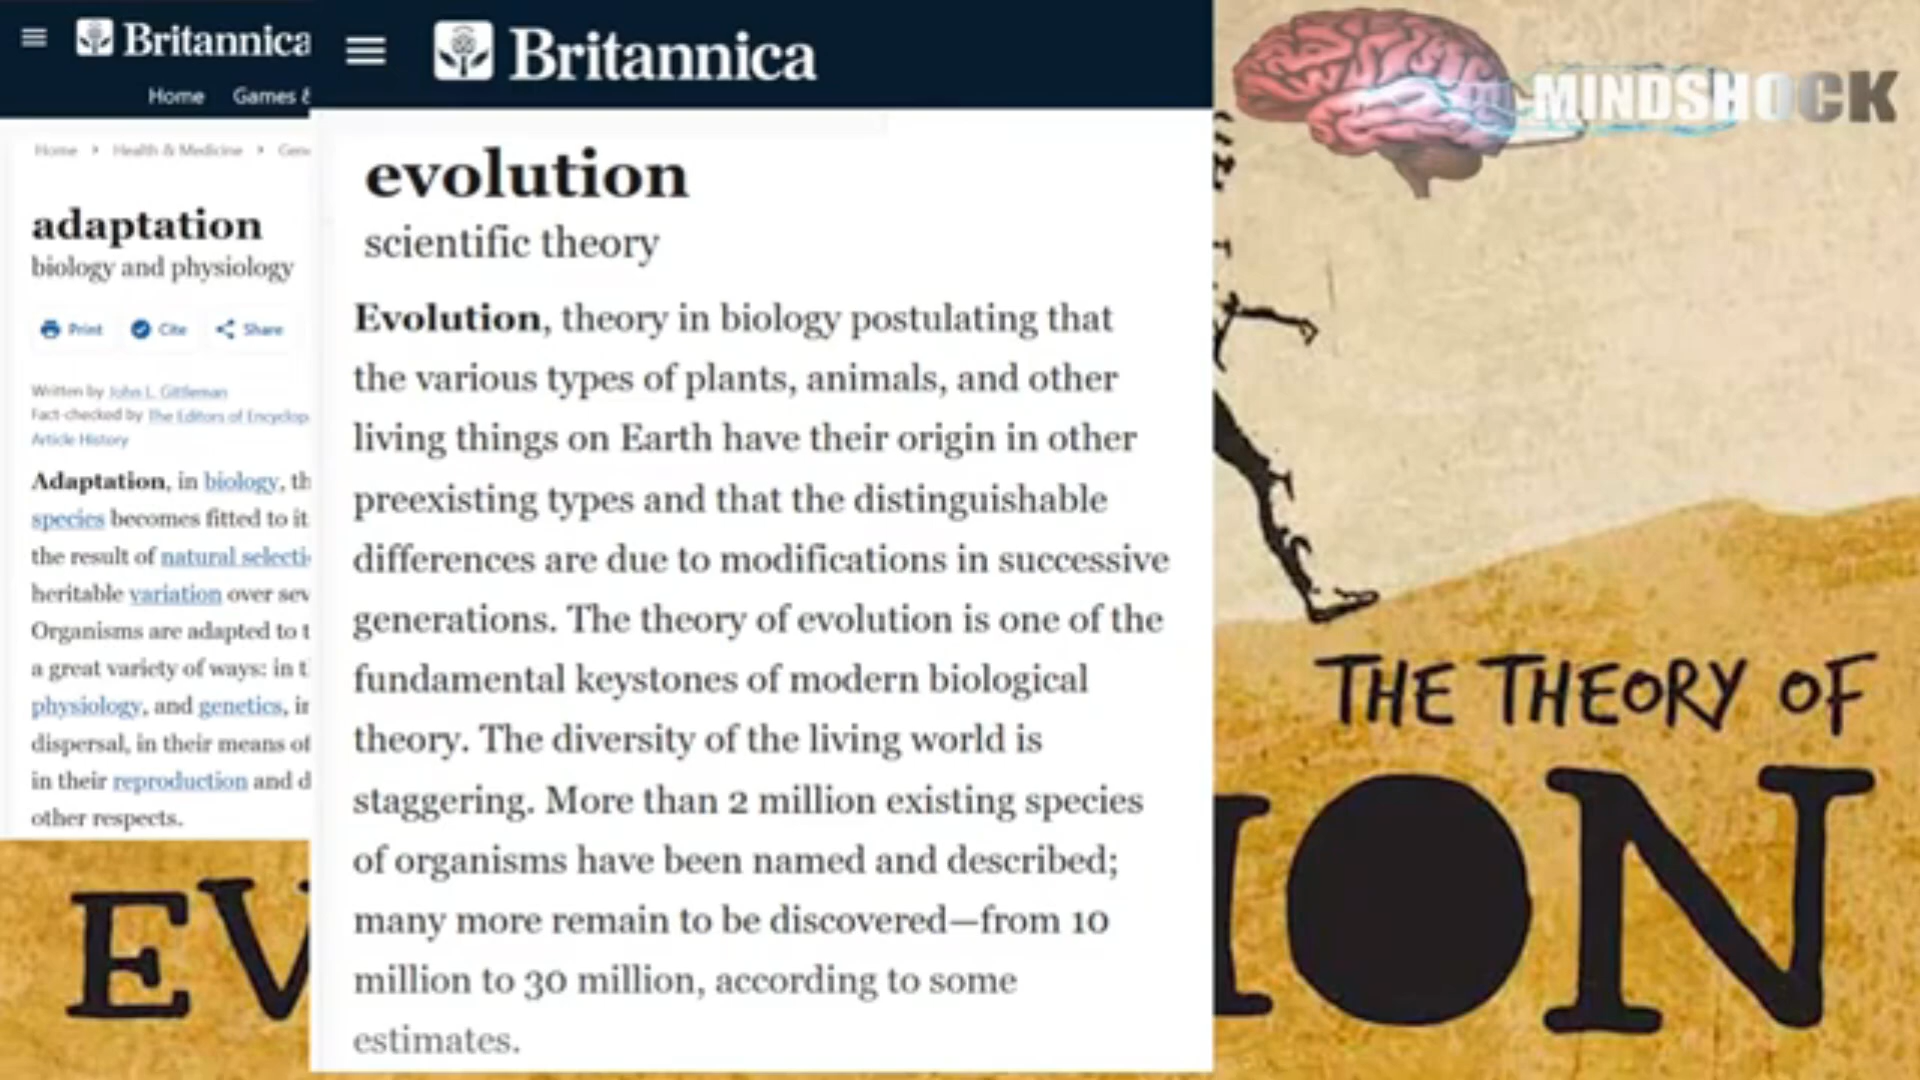 Britannica
Home Games &
Home > Health & Medicine > Gen
adaptation
biology and physiology
Print Cite Share
Written by John L. Gittleman
Fact-checked by The Editors of Encyclop
Article History
Adaptation, in biology, th
species becomes fitted to it
the result of natural selecti
heritable variation over sev
Organisms are adapted to t
a great variety of ways: in t
physiology, and genetics, in
dispersal, in their means of
in their reproduction and d
other respects.
Britannica
evolution
scientific theory
Evolution, theory in biology postulating that
the various types of plants, animals, and other
living things on Earth have their origin in other
preexisting types and that the distinguishable
differences are due to modifications in successive
generations. The theory of evolution is one of the
fundamental keystones of modern biological
theory. The diversity of the living world is
staggering. More than 2 million existing species
of organisms have been named and described;
many more remain to be discovered—from 10
million to 30 million, according to some
estimates.
MINDSHOCK
THE THEORY OF
EV
ION